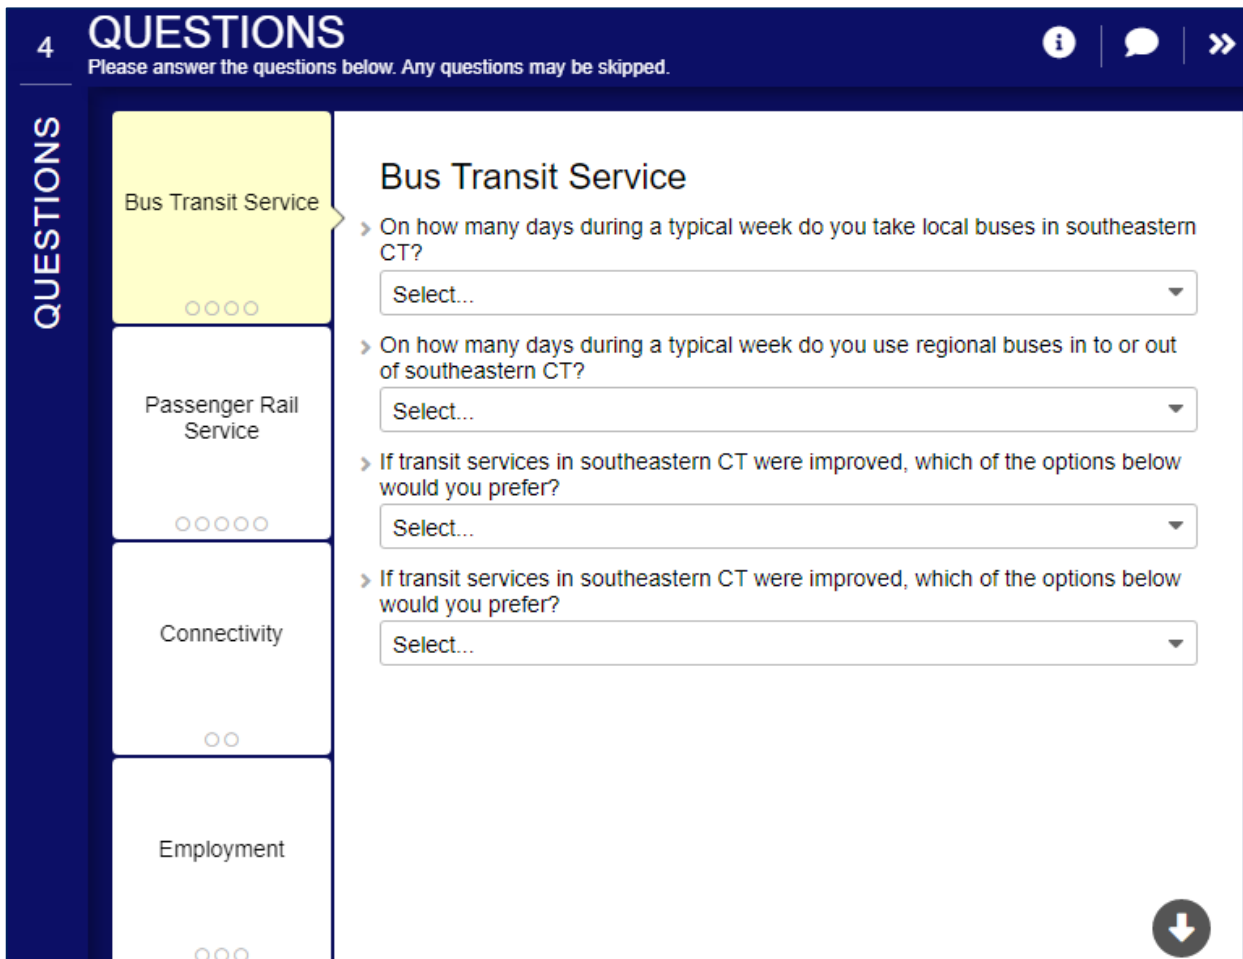 4
QUESTIONS
Please answer the questions below. Any questions may be skipped.
QUESTIONS
Bus Transit Service
Passenger Rail
Service
Connectivity
Employment
Bus Transit Service
On how many days during a typical week do you take local buses in southeastern
CT?
Select...
On how many days during a typical week do you use regional buses in to or out
of southeastern CT?
Select...
If transit services in southeastern CT were improved, which of the options below
would you prefer?
Select...
If transit services in southeastern CT were improved, which of the options below
would you prefer?
Select...